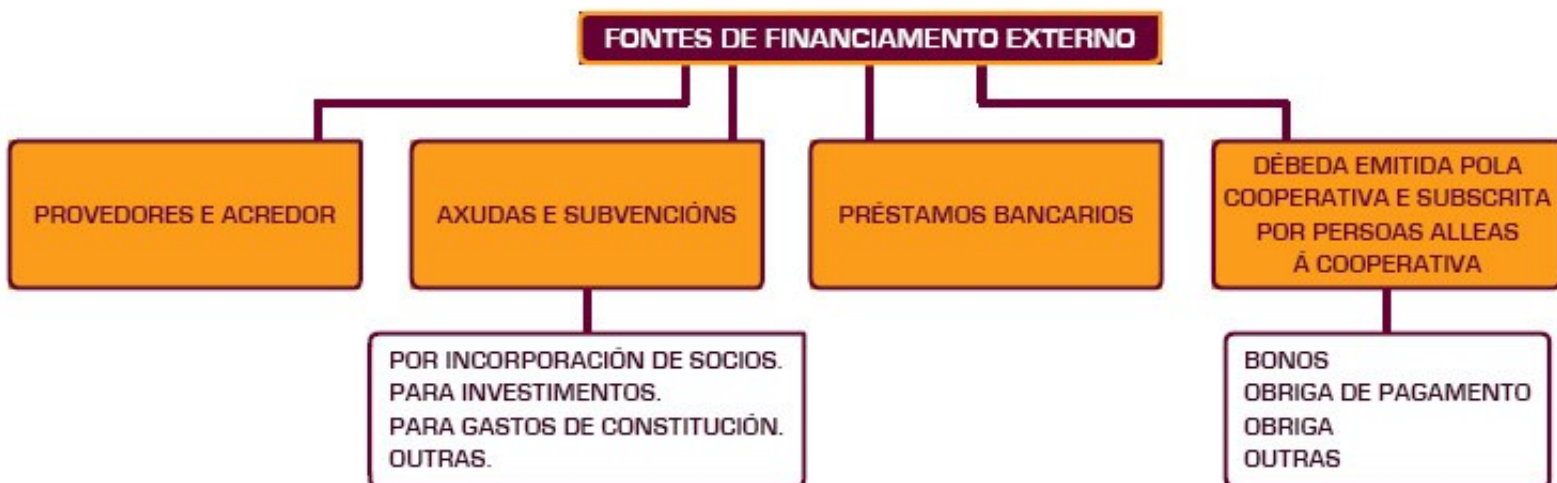 FONTES DE FINANCIAMENTO EXTERNO
PROVEDORES E ACREDOR
AXUDAS E SUBVENCIÓNS
PRÉSTAMOS BANCARIOS
DÉBEDA EMITIDA POLA
COOPERATIVA E SUBSCRITA
POR PERSOAS ALLEAS
Á COOPERATIVA
POR INCORPORACIÓN DE SOCIOS.
PARA INVESTIMENTOS.
PARA GASTOS DE CONSTITUCIÓN.
OUTRAS.
BONOS
OBRIGA DE PAGAMENTO
OBRIGA
OUTRAS